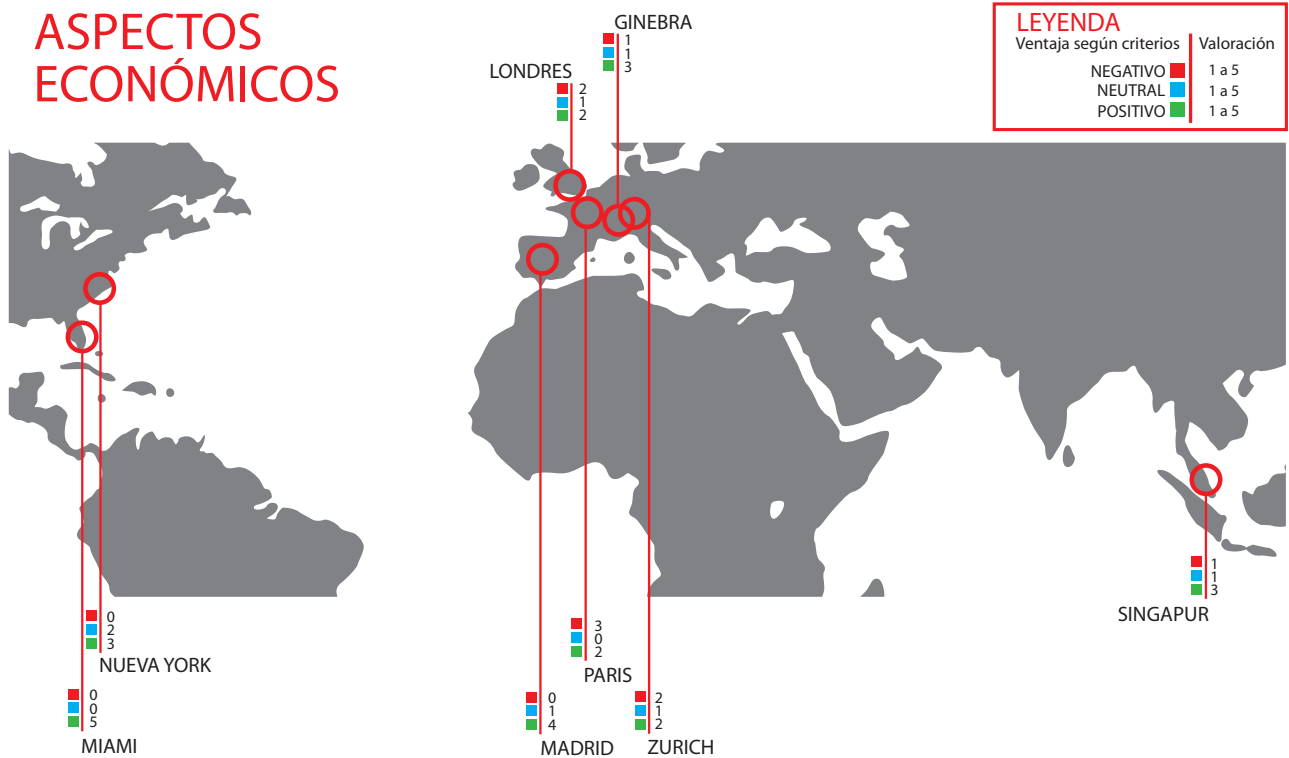 ASPECTOS
ECONÓMICOS
GINEBRA
1
1
3
LONDRES
2
1
2
LEYENDA
Ventaja según criterios Valoración
NEGATIVO 1 a 5
NEUTRAL 1 a 5
POSITIVO 1 a 5
1
1
3
SINGAPUR
0
2
3
NUEVA YORK
3
0
2
PARIS
0
0
5
MIAMI
0
1
4
MADRID
2
1
2
ZURICH